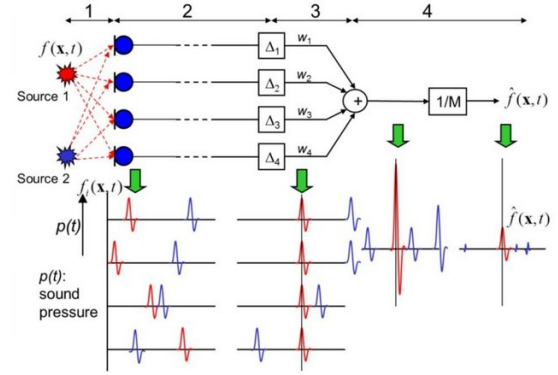 1 2 3 4
f(x,t)
Source 1
Source 2
Δ₁ w₁
Δ₂ w₂
Δ₃ w₃
Δ₄ w₄
+
1/M
f̂(x,t)
fᵢ(x,t)
p(t)
p(t):
sound
pressure
f̂(x,t)